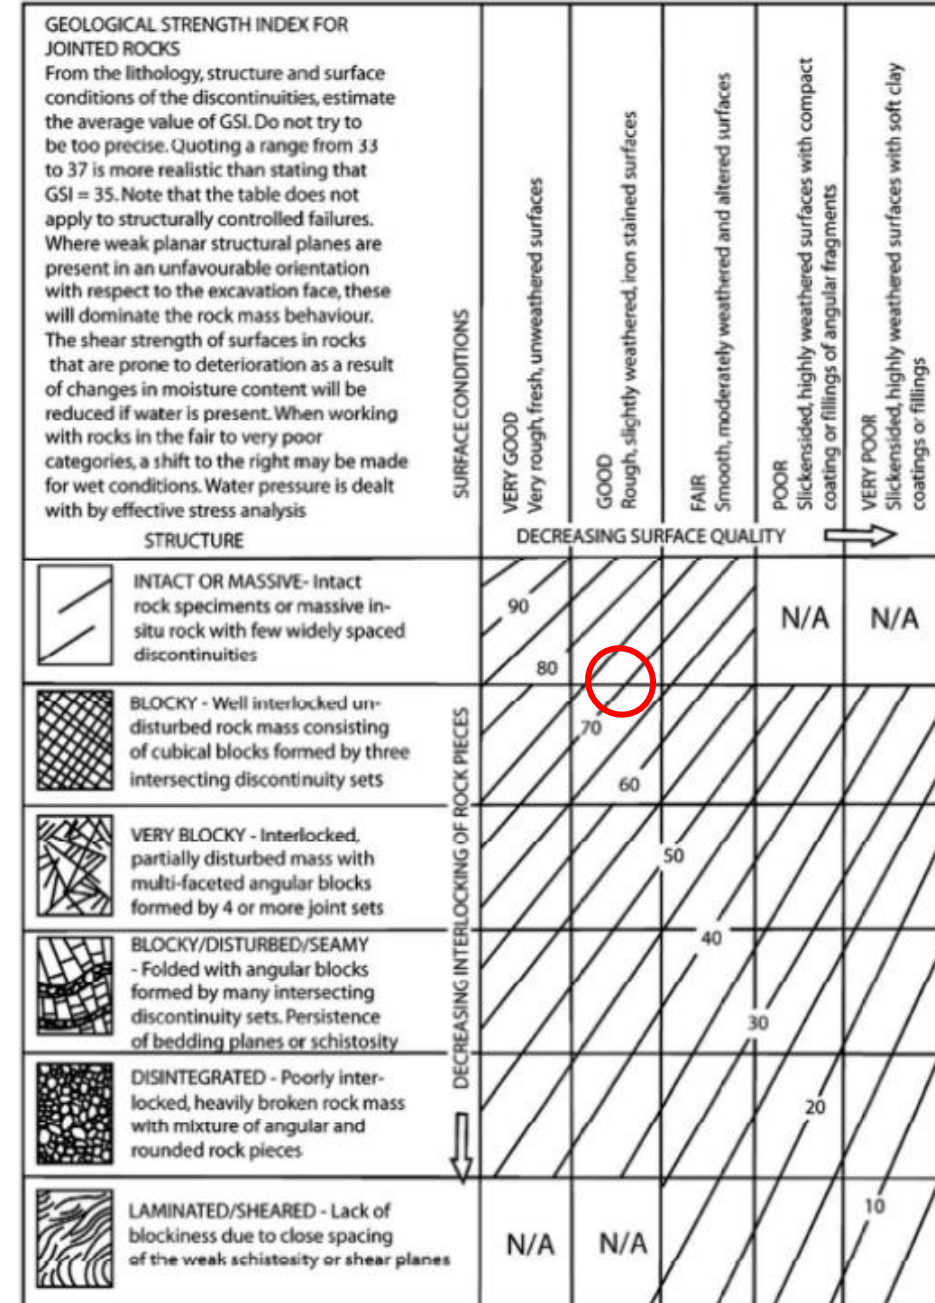 GEOLOGICAL STRENGTH INDEX FOR
JOINTED ROCKS
From the lithology, structure and surface
conditions of the discontinuities, estimate
the average value of GSI. Do not try to
be too precise. Quoting a range from 33
to 37 is more realistic than stating that
GSI = 35. Note that the table does not
apply to structurally controlled failures.
Where weak planar structural planes are
present in an unfavourable orientation
with respect to the excavation face, these
will dominate the rock mass behaviour.
The shear strength of surfaces in rocks
that are prone to deterioration as a result
of changes in moisture content will be
reduced if water is present. When working
with rocks in the fair to very poor
categories, a shift to the right may be made
for wet conditions. Water pressure is dealt
with by effective stress analysis
STRUCTURE
SURFACE CONDITIONS
VERY GOOD
Very rough, fresh, unweathered surfaces
GOOD
Rough, slightly weathered, iron stained surfaces
FAIR
Smooth, moderately weathered and altered surfaces
POOR
Slickensided, highly weathered surfaces with compact
coating or fillings of angular fragments
VERY POOR
Slickensided, highly weathered surfaces with soft clay
coatings or fillings
DECREASING SURFACE QUALITY
INTACT OR MASSIVE- Intact
rock speciments or massive in-
situ rock with few widely spaced
discontinuities
90
80
N/A
N/A
DECREASING INTERLOCKING OF ROCK PIECES
BLOCKY - Well interlocked un-
disturbed rock mass consisting
of cubical blocks formed by three
intersecting discontinuity sets
70
60
VERY BLOCKY - Interlocked,
partially disturbed mass with
multi-faceted angular blocks
formed by 4 or more joint sets
50
BLOCKY/DISTURBED/SEAMY
- Folded with angular blocks
formed by many intersecting
discontinuity sets. Persistence
of bedding planes or schistosity
40
30
DISINTEGRATED - Poorly inter-
locked, heavily broken rock mass
with mixture of angular and
rounded rock pieces
20
LAMINATED/SHEARED - Lack of
blockiness due to close spacing
of the weak schistosity or shear planes
N/A
N/A
10